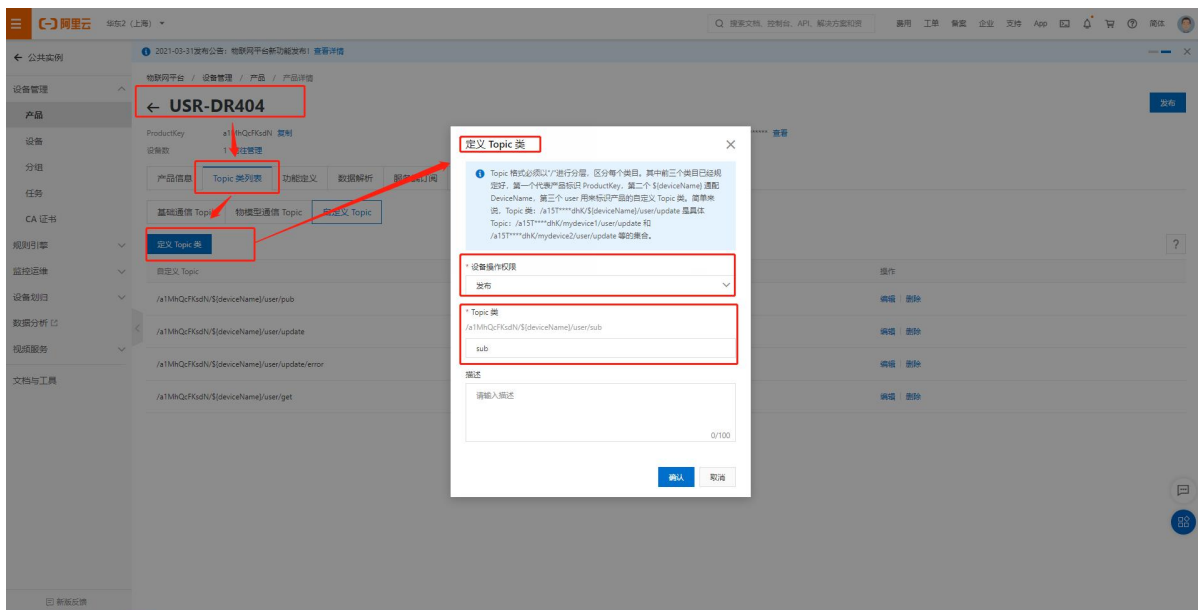 阿里云 华东2（上海）
搜索文档、控制台、API、解决方案和资源
费用 工单 备案 企业 支持 App 简体
公共实例
2021-03-31发布公告：物联网平台新功能发布！查看详情
物联网平台 / 设备管理 / 产品 / 产品详情
← USR-DR404
发布
ProductKey a1MhQcFKsdN 复制
****** 查看
设备数 1 前往管理
产品信息 Topic 类列表 功能定义 数据解析 服务端订阅
基础通信 Topic 物模型通信 Topic 自定义 Topic
定义 Topic 类
自定义 Topic 操作
/a1MhQcFKsdN/${deviceName}/user/pub 编辑 删除
/a1MhQcFKsdN/${deviceName}/user/update 编辑 删除
/a1MhQcFKsdN/${deviceName}/user/update/error 编辑 删除
/a1MhQcFKsdN/${deviceName}/user/get 编辑 删除
设备管理
产品
设备
分组
任务
CA 证书
规则引擎
监控运维
设备划归
数据分析
视频服务
文档与工具
新版反馈
定义 Topic 类
Topic 格式必须以“/”进行分层，区分每个类目。其中前三个类目已经规
定好，第一个代表产品标识 ProductKey，第二个 ${deviceName} 通配
DeviceName，第三个 user 用来标识产品的自定义 Topic 类。简单来
说，Topic 类：/a15T****dhK/${deviceName}/user/update 是具体
Topic：/a15T****dhK/mydevice1/user/update 和
/a15T****dhK/mydevice2/user/update 等的集合。
* 设备操作权限
发布
* Topic 类
/a1MhQcFKsdN/${deviceName}/user/sub
sub
描述
请输入描述
0/100
确认 取消
?